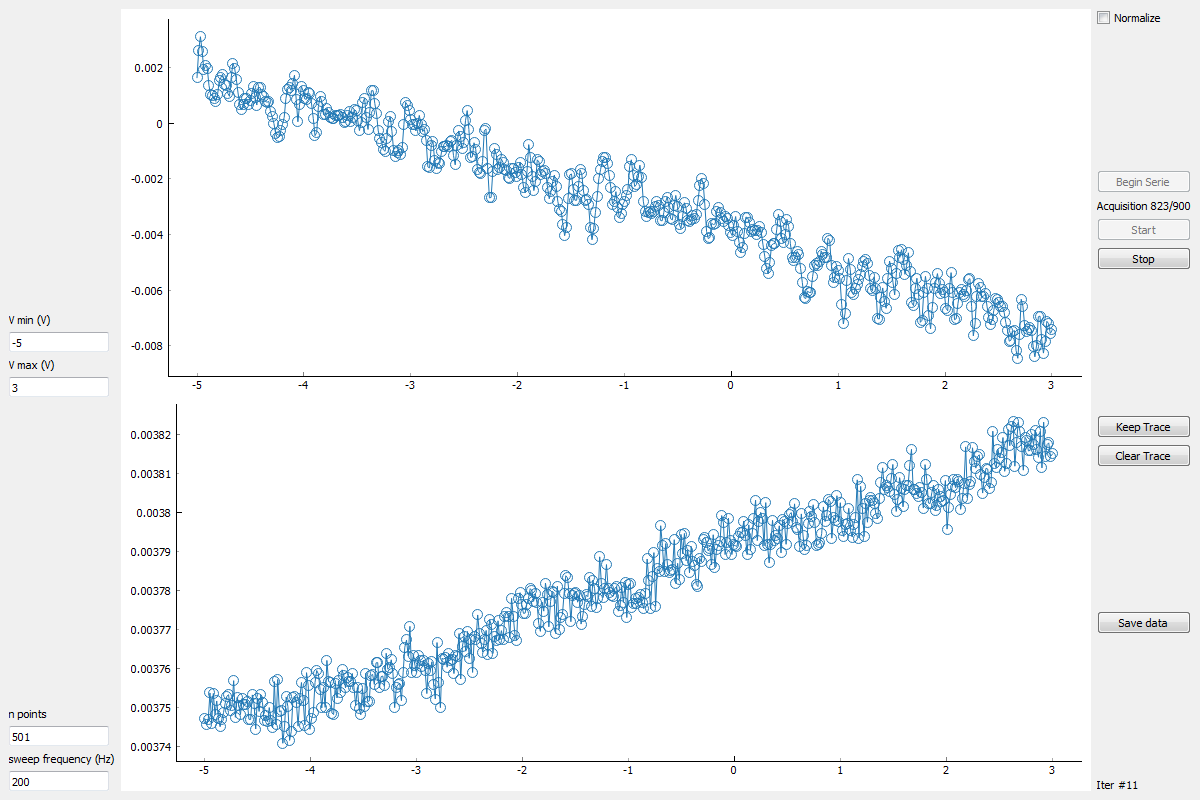 Normalize
0.002
0
-0.002
-0.004
-0.006
-0.008
-5
-4
-3
-2
-1
0
1
2
3
Begin Serie
Acquisition 823/900
Start
Stop
V min (V)
-5
V max (V)
3
0.00382
0.00381
0.0038
0.00379
0.00378
0.00377
0.00376
0.00375
0.00374
-5
-4
-3
-2
-1
0
1
2
3
Keep Trace
Clear Trace
Save data
n points
501
sweep frequency (Hz)
200
Iter #11